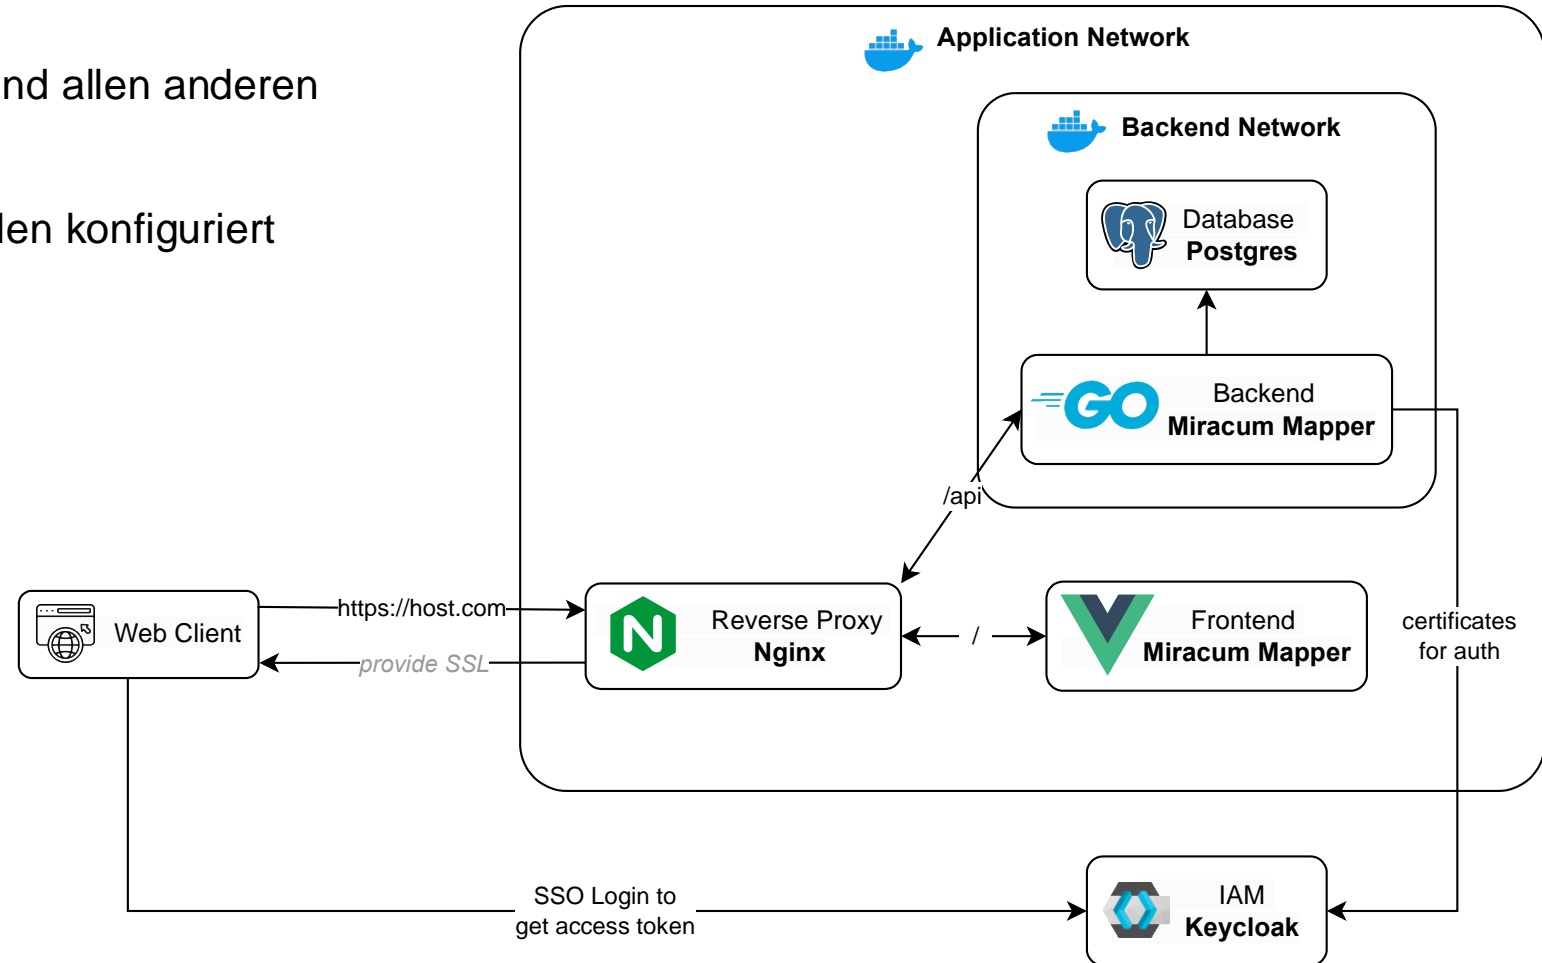 nd allen anderen
len konfiguriert
Application Network
Backend Network
Database
Postgres
GO
Backend
Miracum Mapper
/api
https://host.com
Web Client
provide SSL
N
Reverse Proxy
Nginx
/
Frontend
Miracum Mapper
certificates
for auth
SSO Login to
get access token
IAM
Keycloak